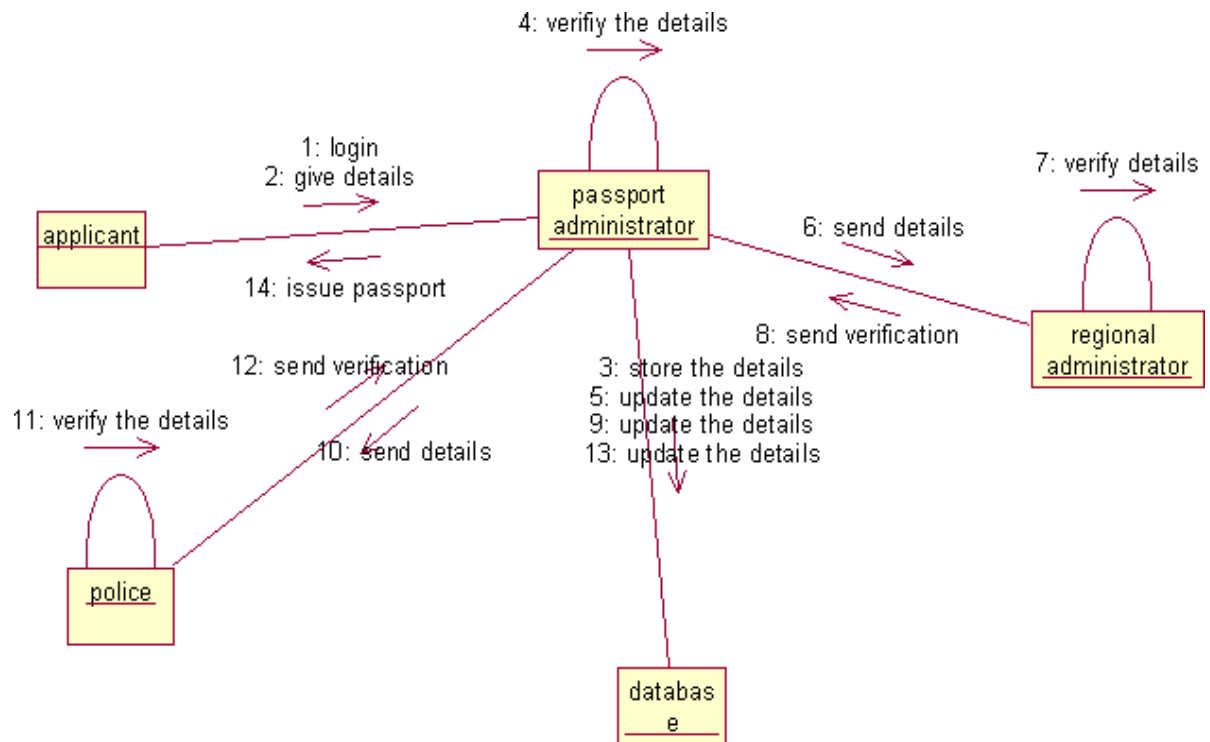 4: verifiy the details
1: login
2: give details
7: verify details
passport
administrator
applicant
6: send details
14: issue passport
8: send verification
regional
administrator
12: send verification
3: store the details
5: update the details
9: update the details
13: update the details
11: verify the details
10: send details
police
databas
e